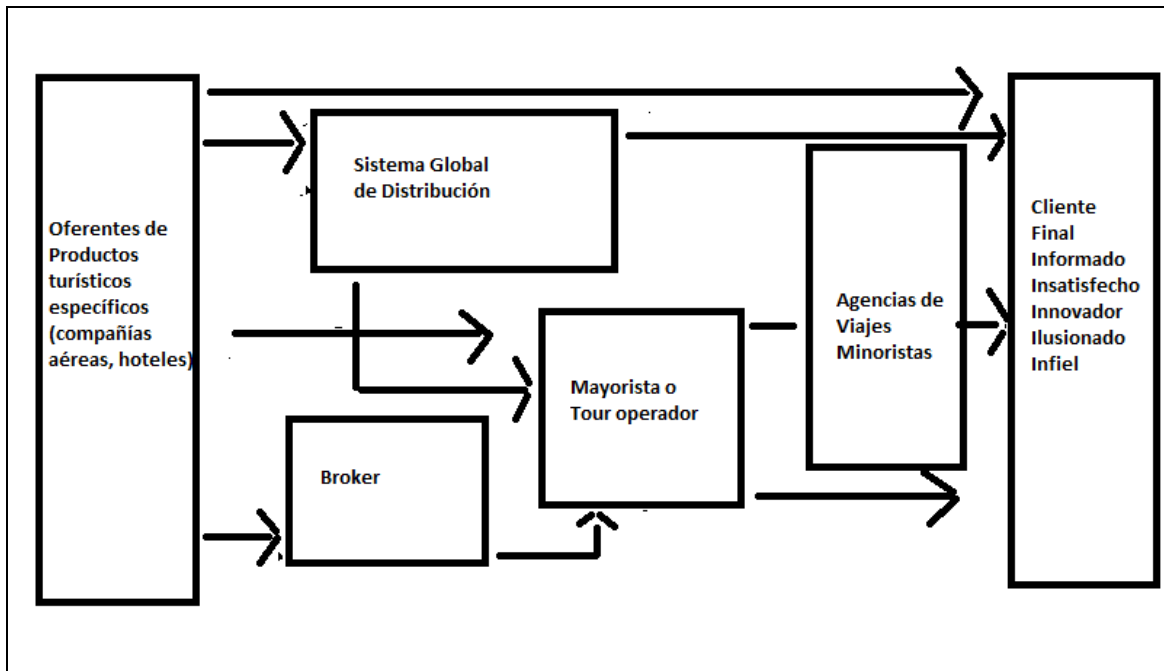 Oferentes de
Productos
turísticos
específicos
(compañías
aéreas, hoteles)
Sistema Global
de Distribución
Broker
Mayorista o
Tour operador
Agencias de
Viajes
Minoristas
Cliente
Final
Informado
Insatisfecho
Innovador
Ilusionado
Infiel